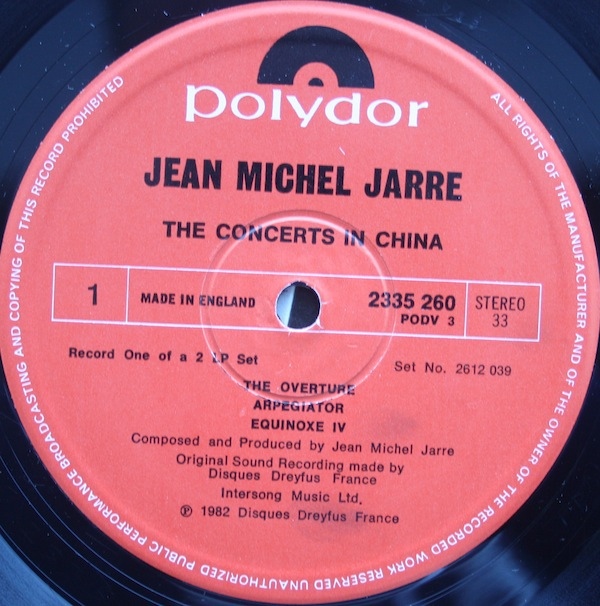 polydor
JEAN MICHEL JARRE
THE CONCERTS IN CHINA
1
MADE IN ENGLAND
2335 260
PODV 3
STEREO
33
Record One of a 2 LP Set
Set No. 2612 039
THE OVERTURE
ARPEGIATOR
EQUINOXE IV
Composed and Produced by Jean Michel Jarre
Original Sound Recording made by
Disques Dreyfus France
Intersong Music Ltd.
℗ 1982 Disques Dreyfus France
ALL RIGHTS OF THE MANUFACTURER AND OF THE OWNER OF THE RECORDED WORK RESERVED UNAUTHORIZED PUBLIC PERFORMANCE BROADCASTING AND COPYING OF THIS RECORD PROHIBITED